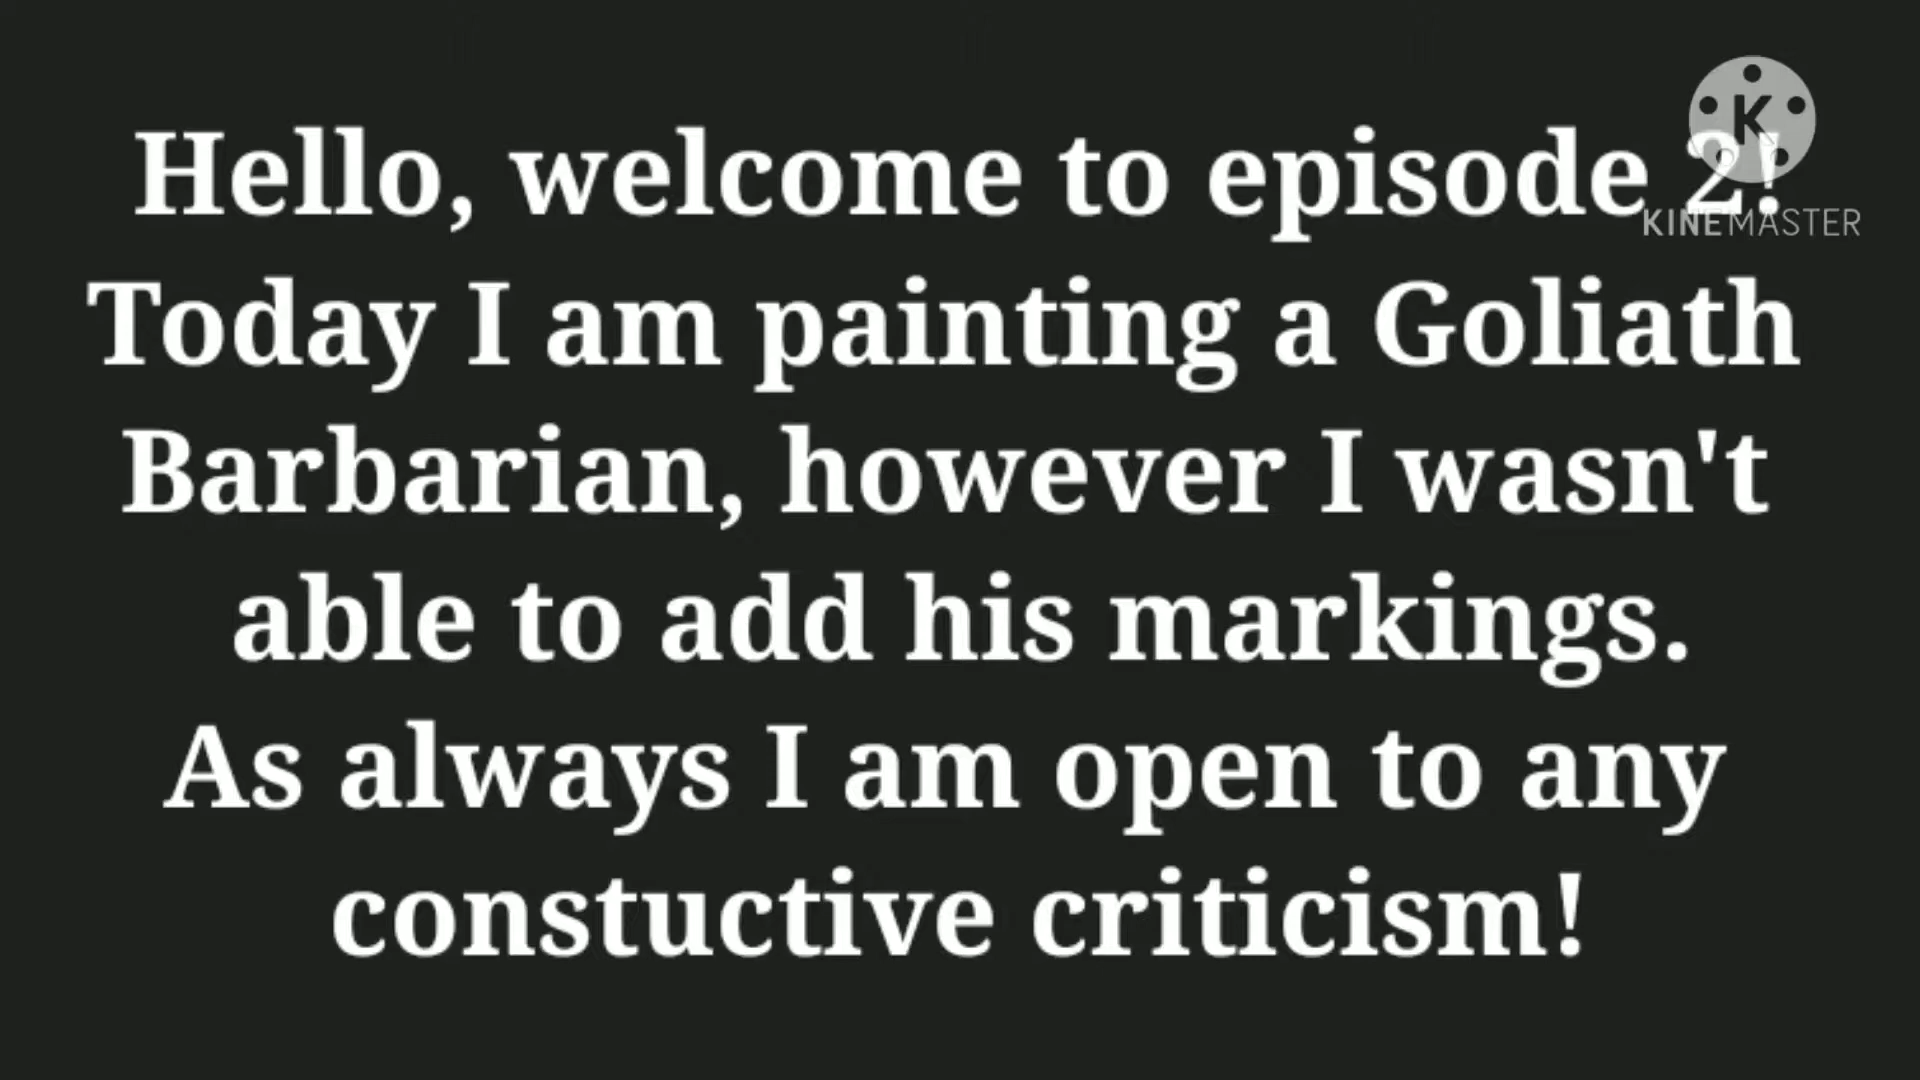 Hello, welcome to episode 2!
KINEMASTER
Today I am painting a Goliath
Barbarian, however I wasn't
able to add his markings.
As always I am open to any
constuctive criticism!